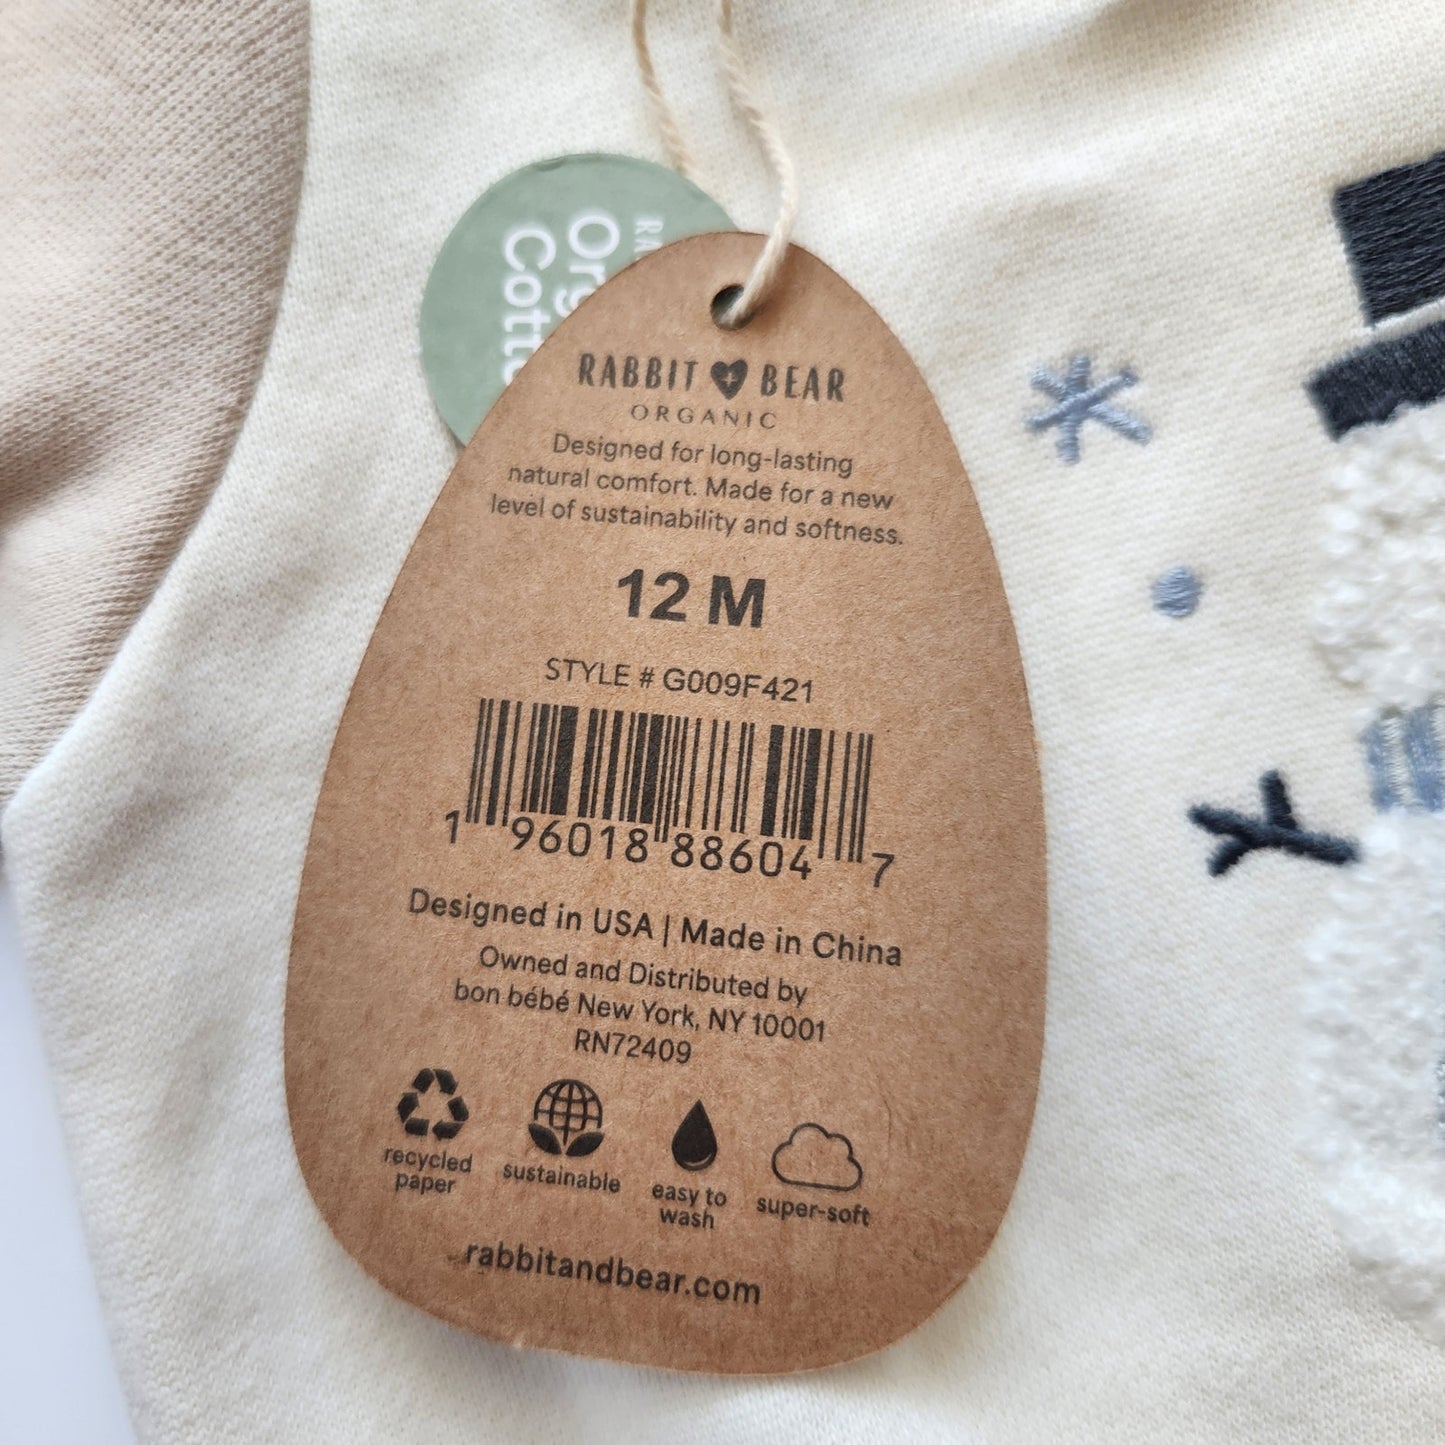 RABBIT + BEAR
ORGANIC
Designed for long-lasting
natural comfort. Made for a new
level of sustainability and softness.
12 M
STYLE # G009F421
1 96018 88604 7
Designed in USA | Made in China
Owned and Distributed by
bon bébé New York, NY 10001
RN72409
recycled
paper
sustainable
easy to
wash
super-soft
rabbitandbear.com